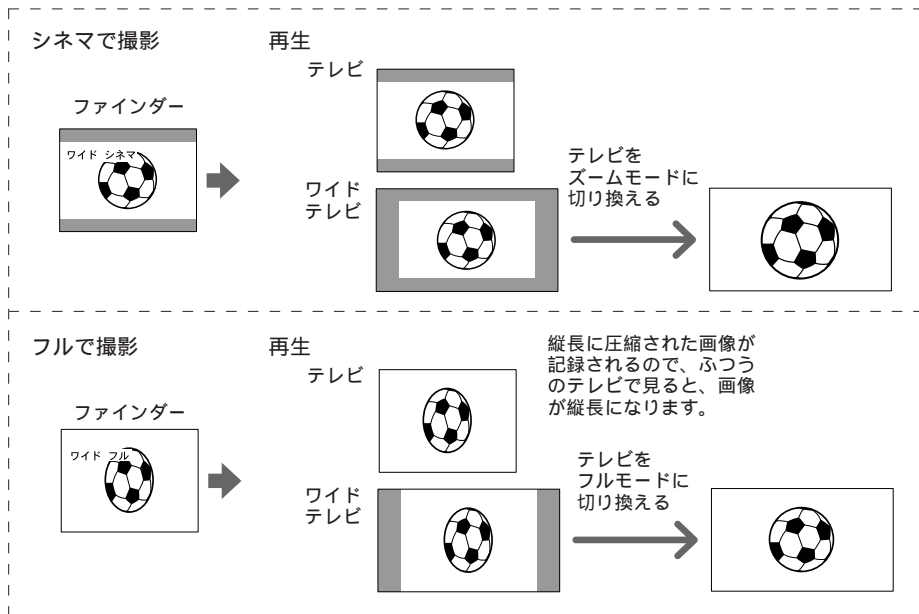 シネマで撮影
再生
テレビ
ファインダー
ワイド シネマ
ワイド
テレビ
テレビを
ズームモードに
切り換える
フルで撮影
再生
テレビ
縦長に圧縮された画像が
記録されるので、ふつう
のテレビで見ると、画像
が縦長になります。
ファインダー
ワイド フル
ワイド
テレビ
テレビを
フルモードに
切り換える